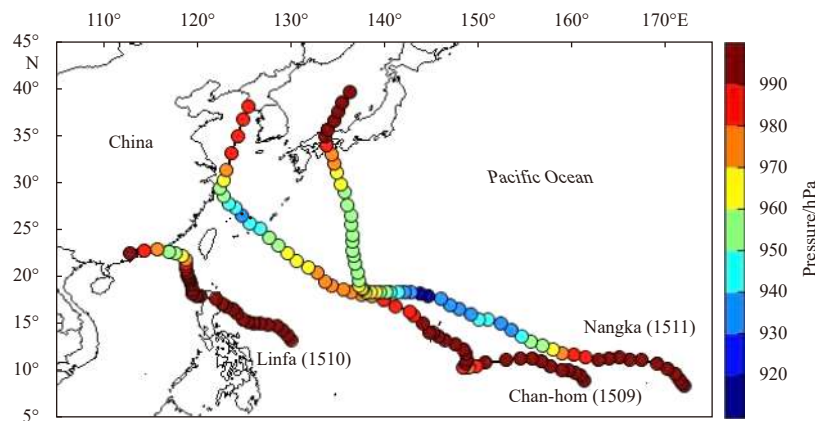 110° 120° 130° 140° 150° 160° 170°E
45°
N
40°
35°
30°
25°
20°
15°
10°
5°
China
Pacific Ocean
Nangka (1511)
Linfa (1510)
Chan-hom (1509)
990
980
970
960
950
940
930
920
Pressure/hPa